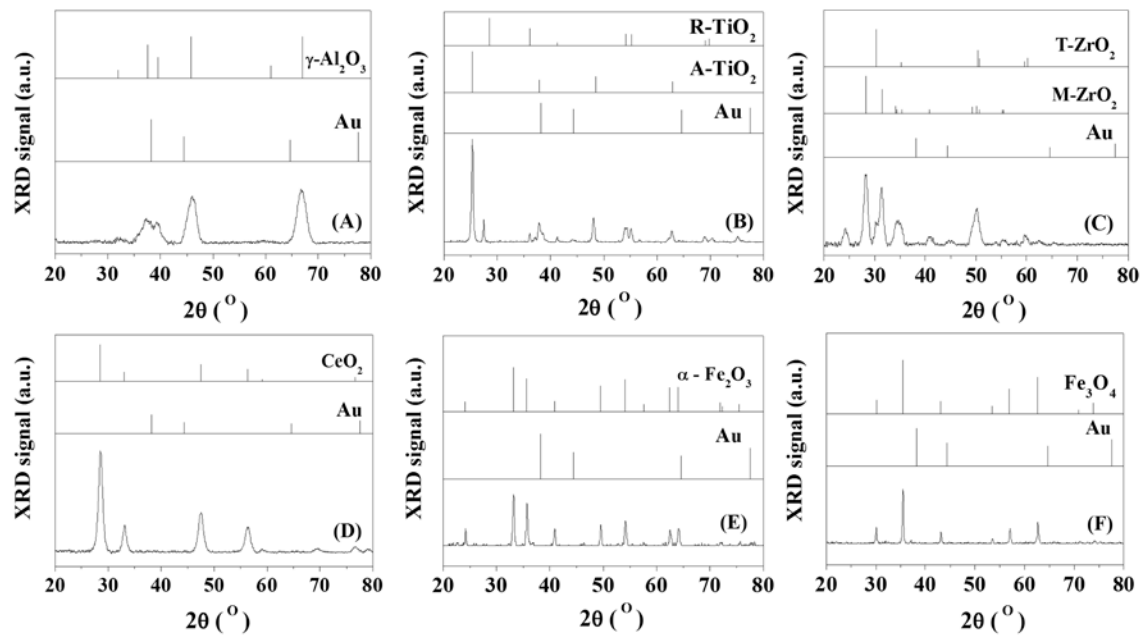 XRD signal (a.u.)
γ-Al₂O₃
Au
(A)
20 30 40 50 60 70 80
2θ (°)
XRD signal (a.u.)
R-TiO₂
A-TiO₂
Au
(B)
20 30 40 50 60 70 80
2θ (°)
XRD signal (a.u.)
T-ZrO₂
M-ZrO₂
Au
(C)
20 30 40 50 60 70 80
2θ (°)
XRD signal (a.u.)
CeO₂
Au
(D)
20 30 40 50 60 70 80
2θ (°)
XRD signal (a.u.)
α - Fe₂O₃
Au
(E)
20 30 40 50 60 70 80
2θ (°)
XRD signal (a.u.)
Fe₃O₄
Au
(F)
20 30 40 50 60 70 80
2θ (°)